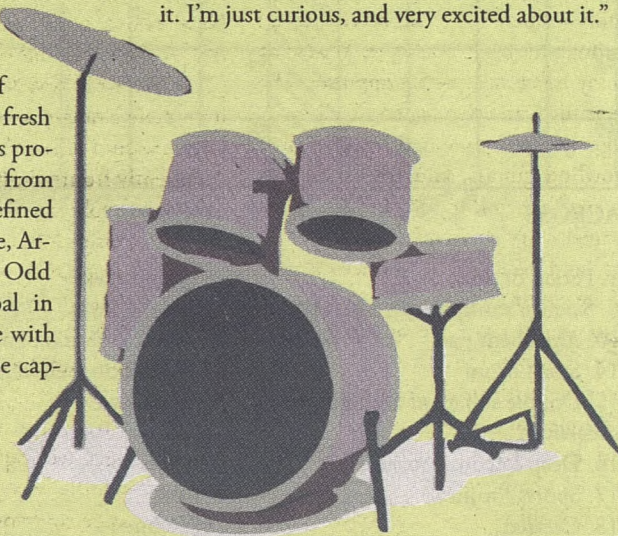 it. I'm just curious, and very excited about it.”
f
fresh
s pro-
from
efined
e, Ar-
Odd
al in
e with
e cap-